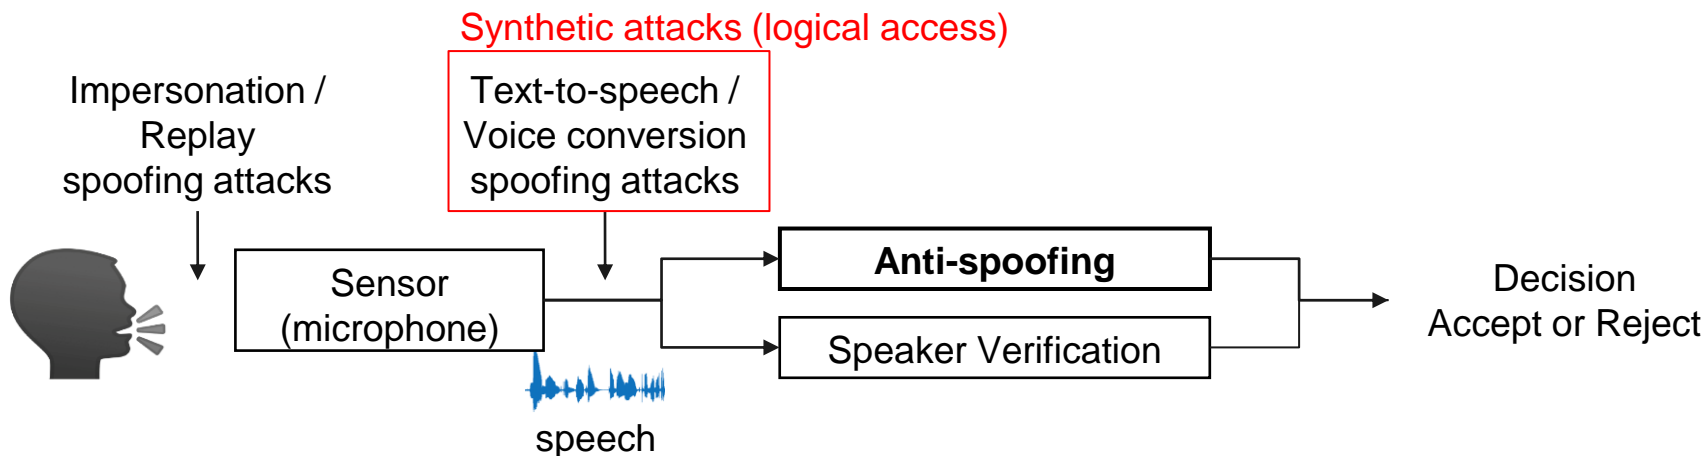 Synthetic attacks (logical access)
Impersonation /
Replay
spoofing attacks
Text-to-speech /
Voice conversion
spoofing attacks
Sensor
(microphone)
speech
Anti-spoofing
Speaker Verification
Decision
Accept or Reject